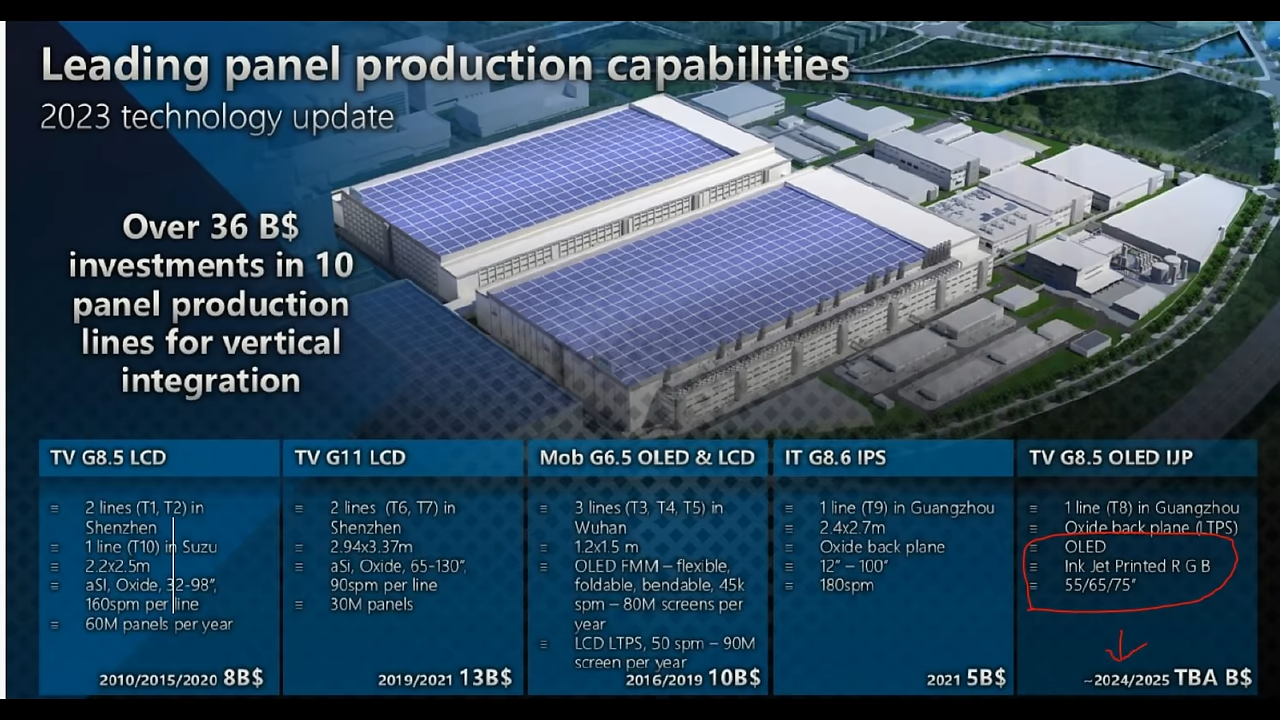 Leading panel production capabilities
2023 technology update
Over 36 B$
investments in 10
panel production
lines for vertical
integration
TV G8.5 LCD
2 lines (T1, T2) in
Shenzhen
1 line (T10) in Suzu
2.2x2.5m
aSI, Oxide, 32-98”,
160spm per line
60M panels per year
2010/2015/2020 8B$
TV G11 LCD
2 lines (T6, T7) in
Shenzhen
2.94x3.37m
aSi, Oxide, 65-130”,
90spm per line
30M panels
2019/2021 13B$
Mob G6.5 OLED & LCD
3 lines (T3, T4, T5) in
Wuhan
1.2x1.5 m
OLED FMM – flexible,
foldable, bendable, 45k
spm – 80M screens per
year
LCD LTPS, 50 spm – 90M
screen per year
2016/2019 10B$
IT G8.6 IPS
1 line (T9) in Guangzhou
2.4x2.7m
Oxide back plane
12” – 100”
180spm
2021 5B$
TV G8.5 OLED IJP
1 line (T8) in Guangzhou
Oxide back plane (LTPS)
OLED
Ink Jet Printed R G B
55/65/75”
~2024/2025 TBA B$